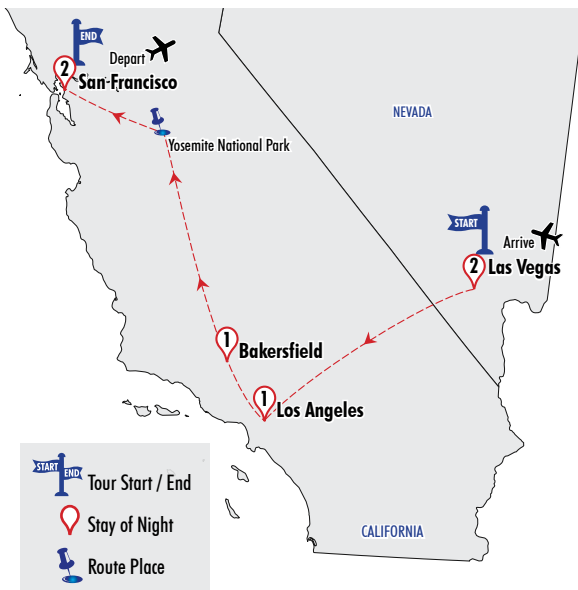 END
Depart
2
San-Francisco
Yosemite National Park
NEVADA
START
Arrive
2
Las Vegas
1
Bakersfield
1
Los Angeles
START
END
Tour Start / End
Stay of Night
Route Place
CALIFORNIA